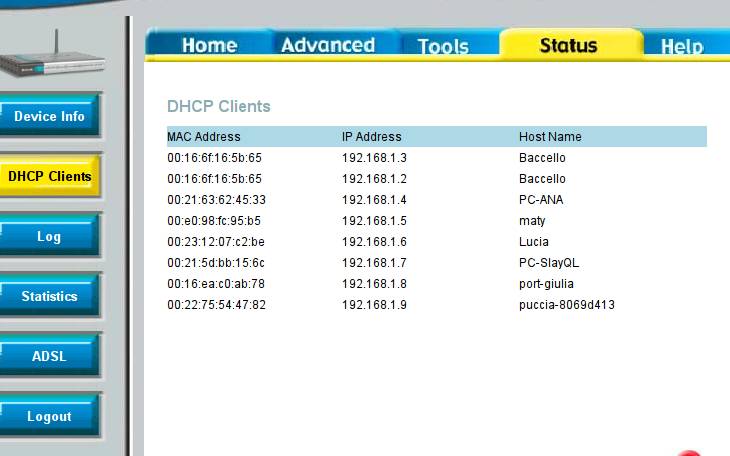 Home Advanced Tools Status Help
Device Info
DHCP Clients
Log
Statistics
ADSL
Logout
DHCP Clients
MAC Address IP Address Host Name
00:16:6f:16:5b:65 192.168.1.3 Baccello
00:16:6f:16:5b:65 192.168.1.2 Baccello
00:21:63:62:45:33 192.168.1.4 PC-ANA
00:e0:98:fc:95:b5 192.168.1.5 maty
00:23:12:07:c2:be 192.168.1.6 Lucia
00:21:5d:bb:15:6c 192.168.1.7 PC-SlayQL
00:16:ea:c0:ab:78 192.168.1.8 port-giulia
00:22:75:54:47:82 192.168.1.9 puccia-8069d413